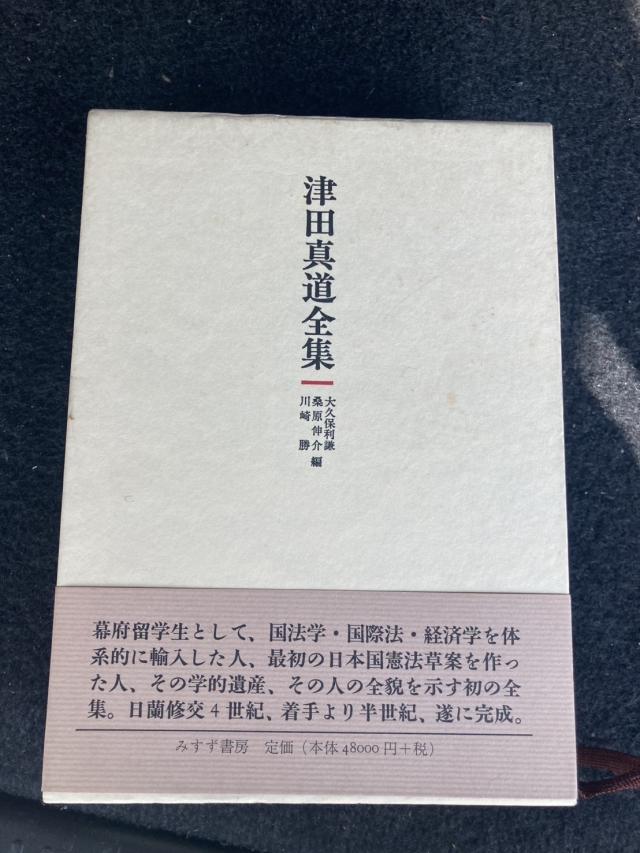 津田真道全集
大久保利謙
桑原伸介 編
川崎 勝
幕府留学生として、国法学・国際法・経済学を体
系的に輸入した人、最初の日本国憲法草案を作っ
た人、その学的遺産、その人の全貌を示す初の全
集。日蘭修交4世紀、着手より半世紀、遂に完成。
みすず書房 定価（本体48000円+税）